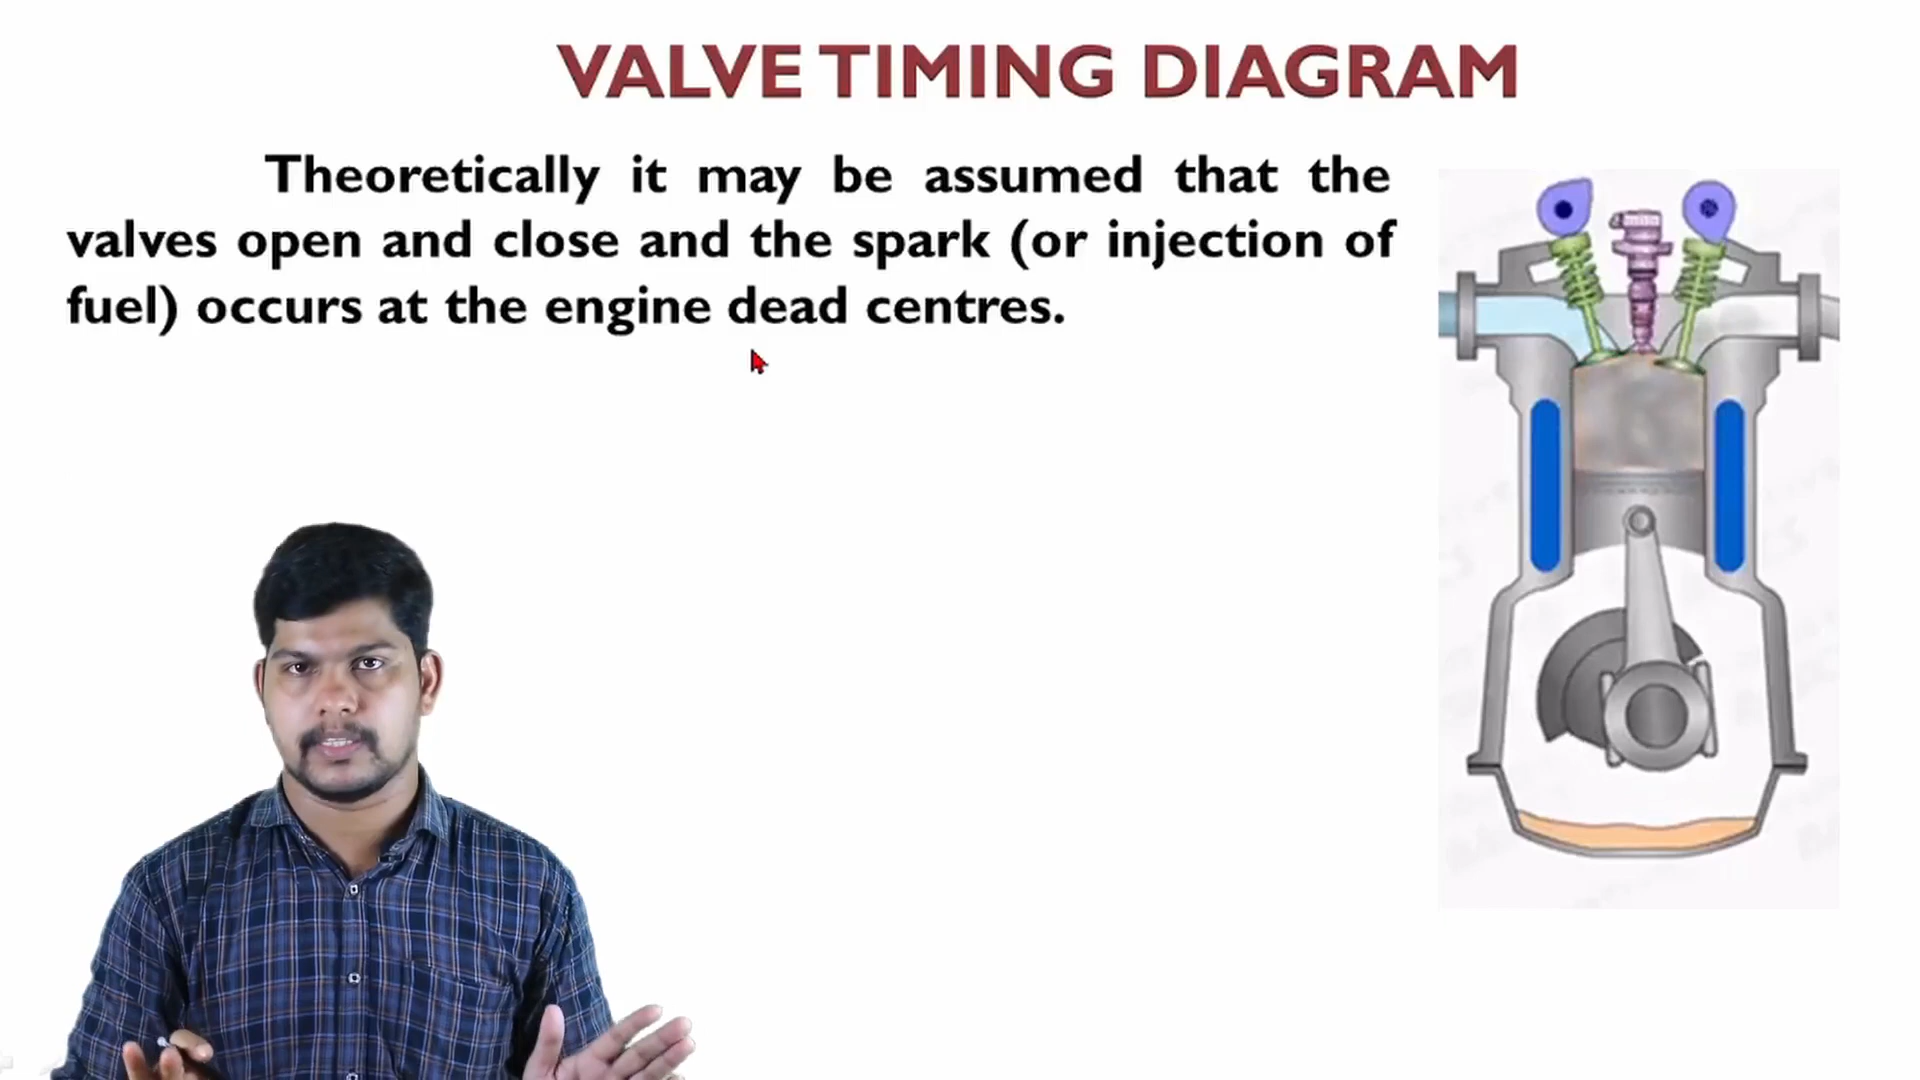 VALVE TIMING DIAGRAM
Theoretically it may be assumed that the
valves open and close and the spark (or injection of
fuel) occurs at the engine dead centres.